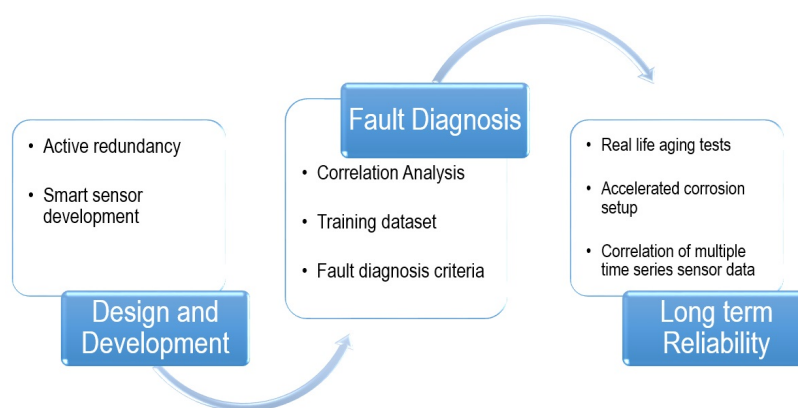 • Active redundancy
• Smart sensor
development
Design and
Development
Fault Diagnosis
• Correlation Analysis
• Training dataset
• Fault diagnosis criteria
• Real life aging tests
• Accelerated corrosion
setup
• Correlation of multiple
time series sensor data
Long term
Reliability